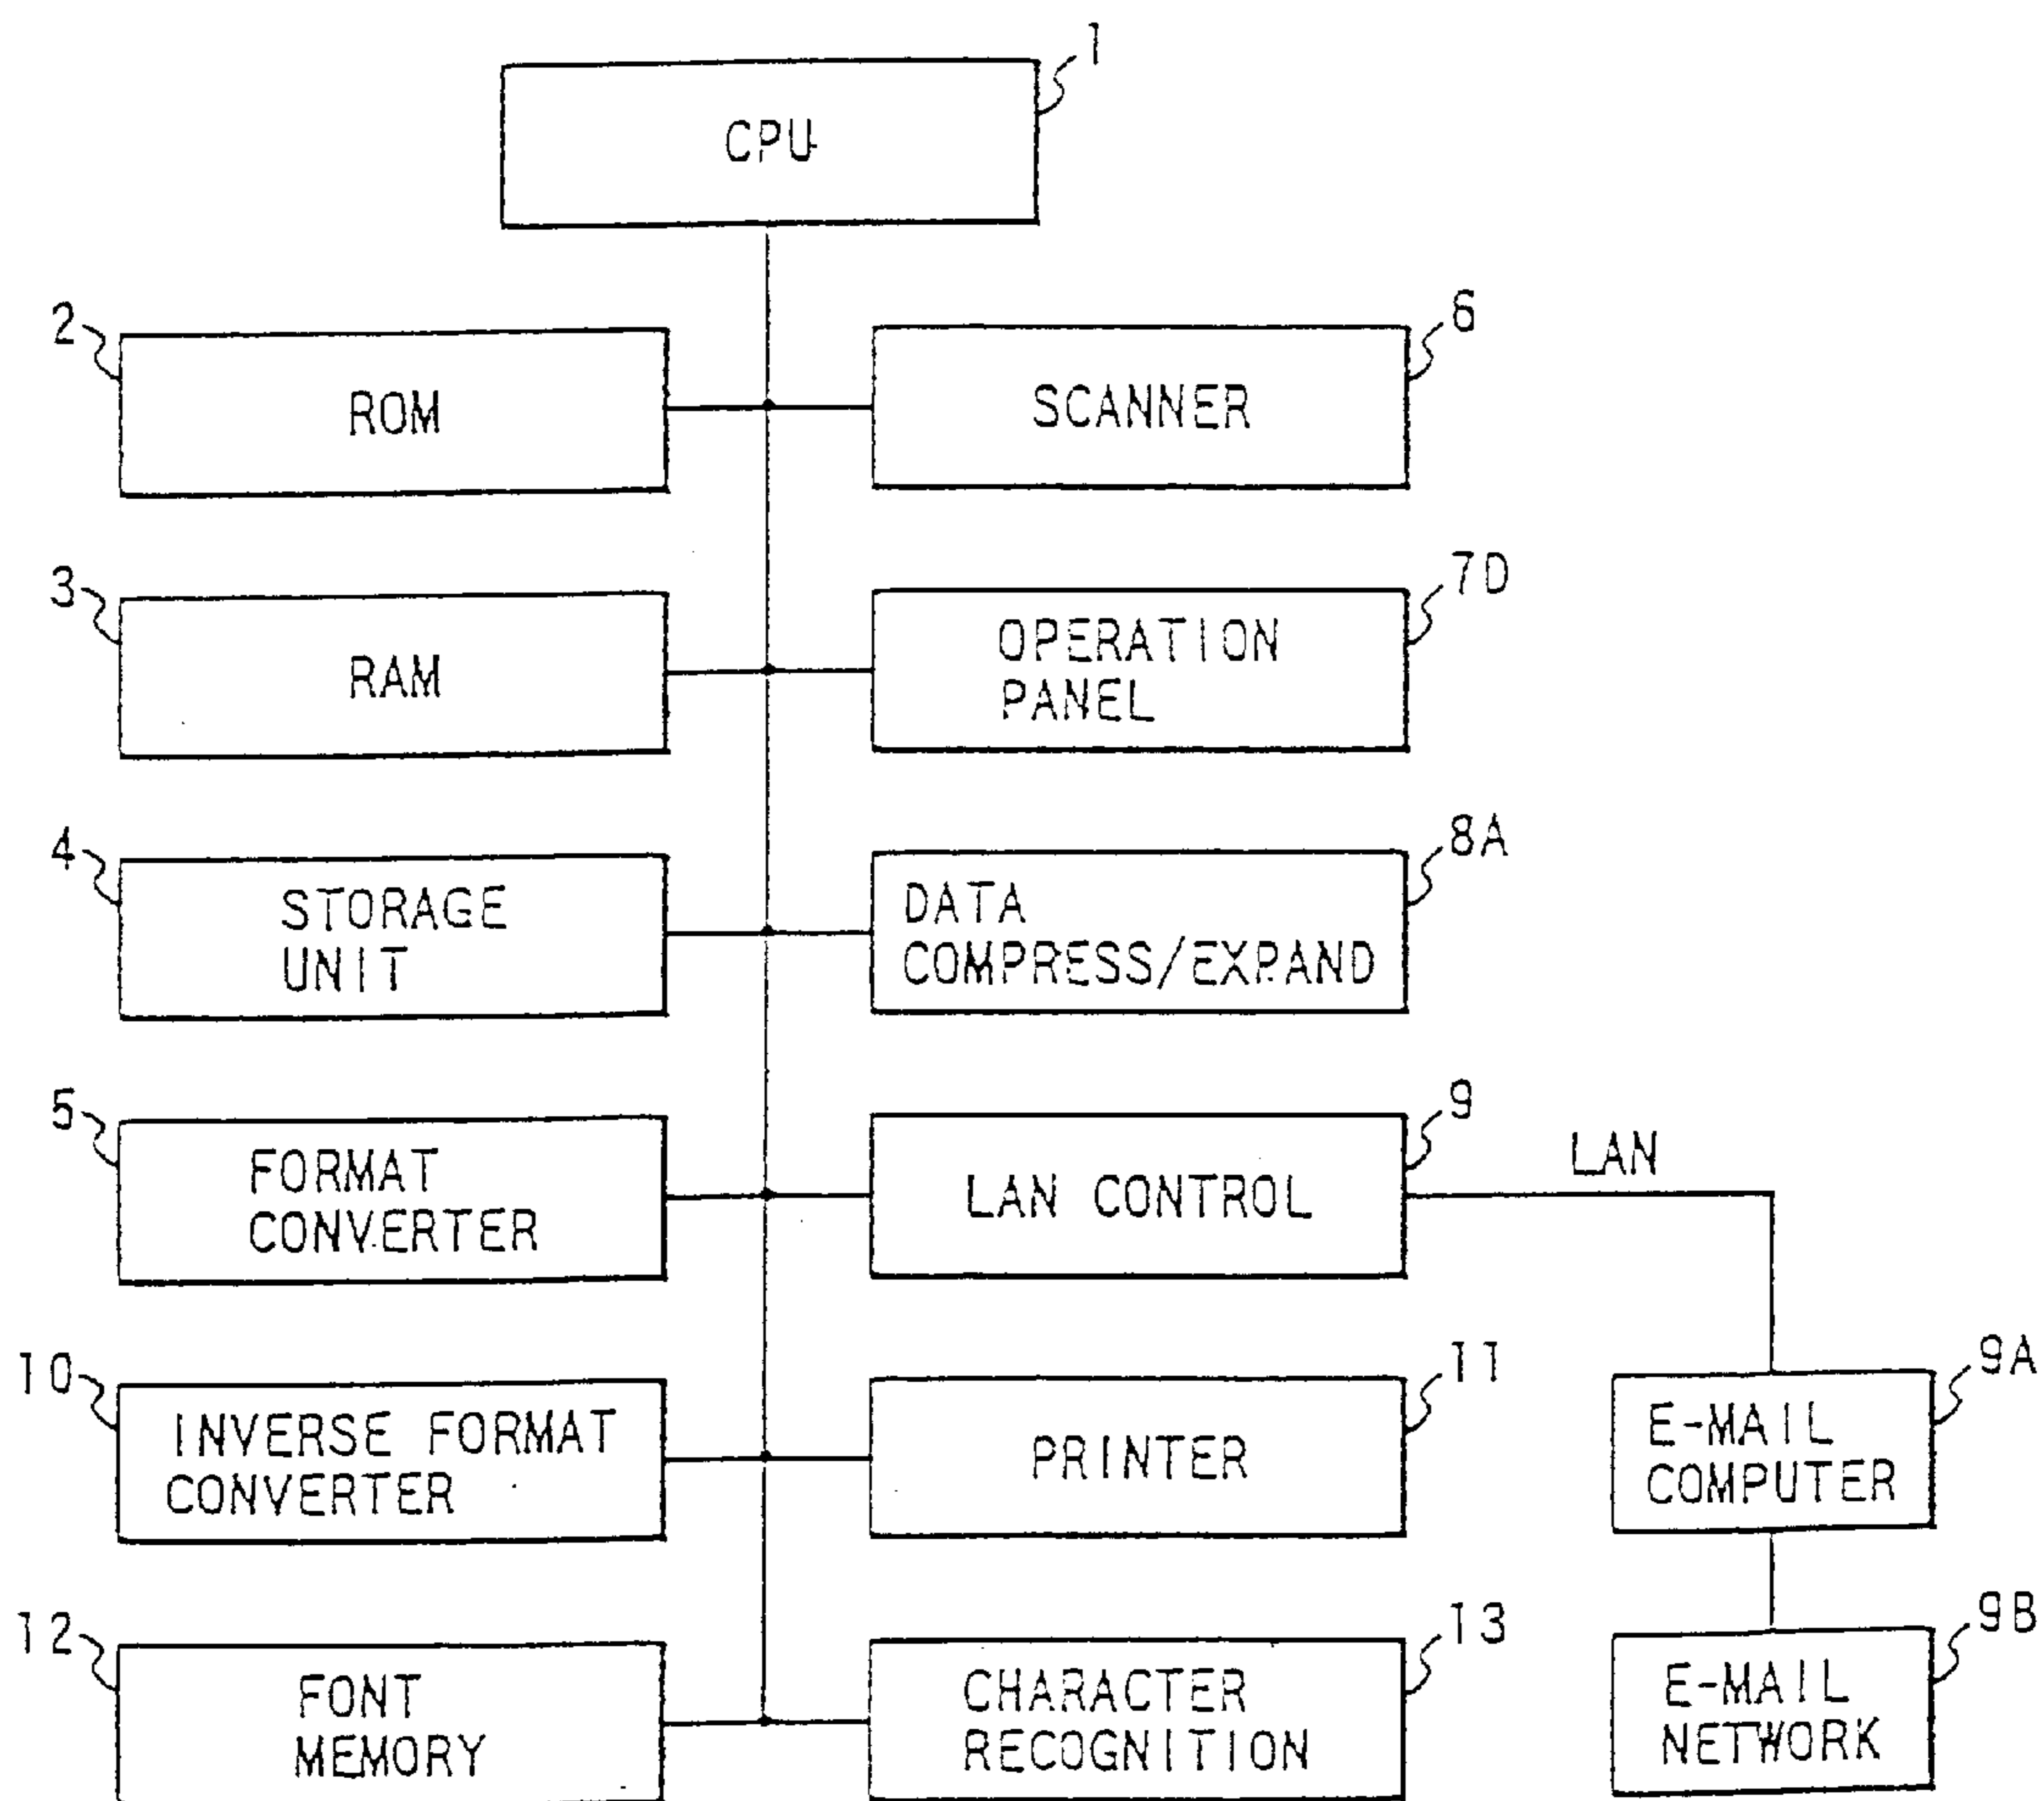 1
CPU
2
ROM
6
SCANNER
3
RAM
7D
OPERATION
PANEL
4
STORAGE
UNIT
8A
DATA
COMPRESS/EXPAND
5
FORMAT
CONVERTER
9
LAN CONTROL
LAN
10
INVERSE FORMAT
CONVERTER
11
PRINTER
9A
E-MAIL
COMPUTER
12
FONT
MEMORY
13
CHARACTER
RECOGNITION
9B
E-MAIL
NETWORK